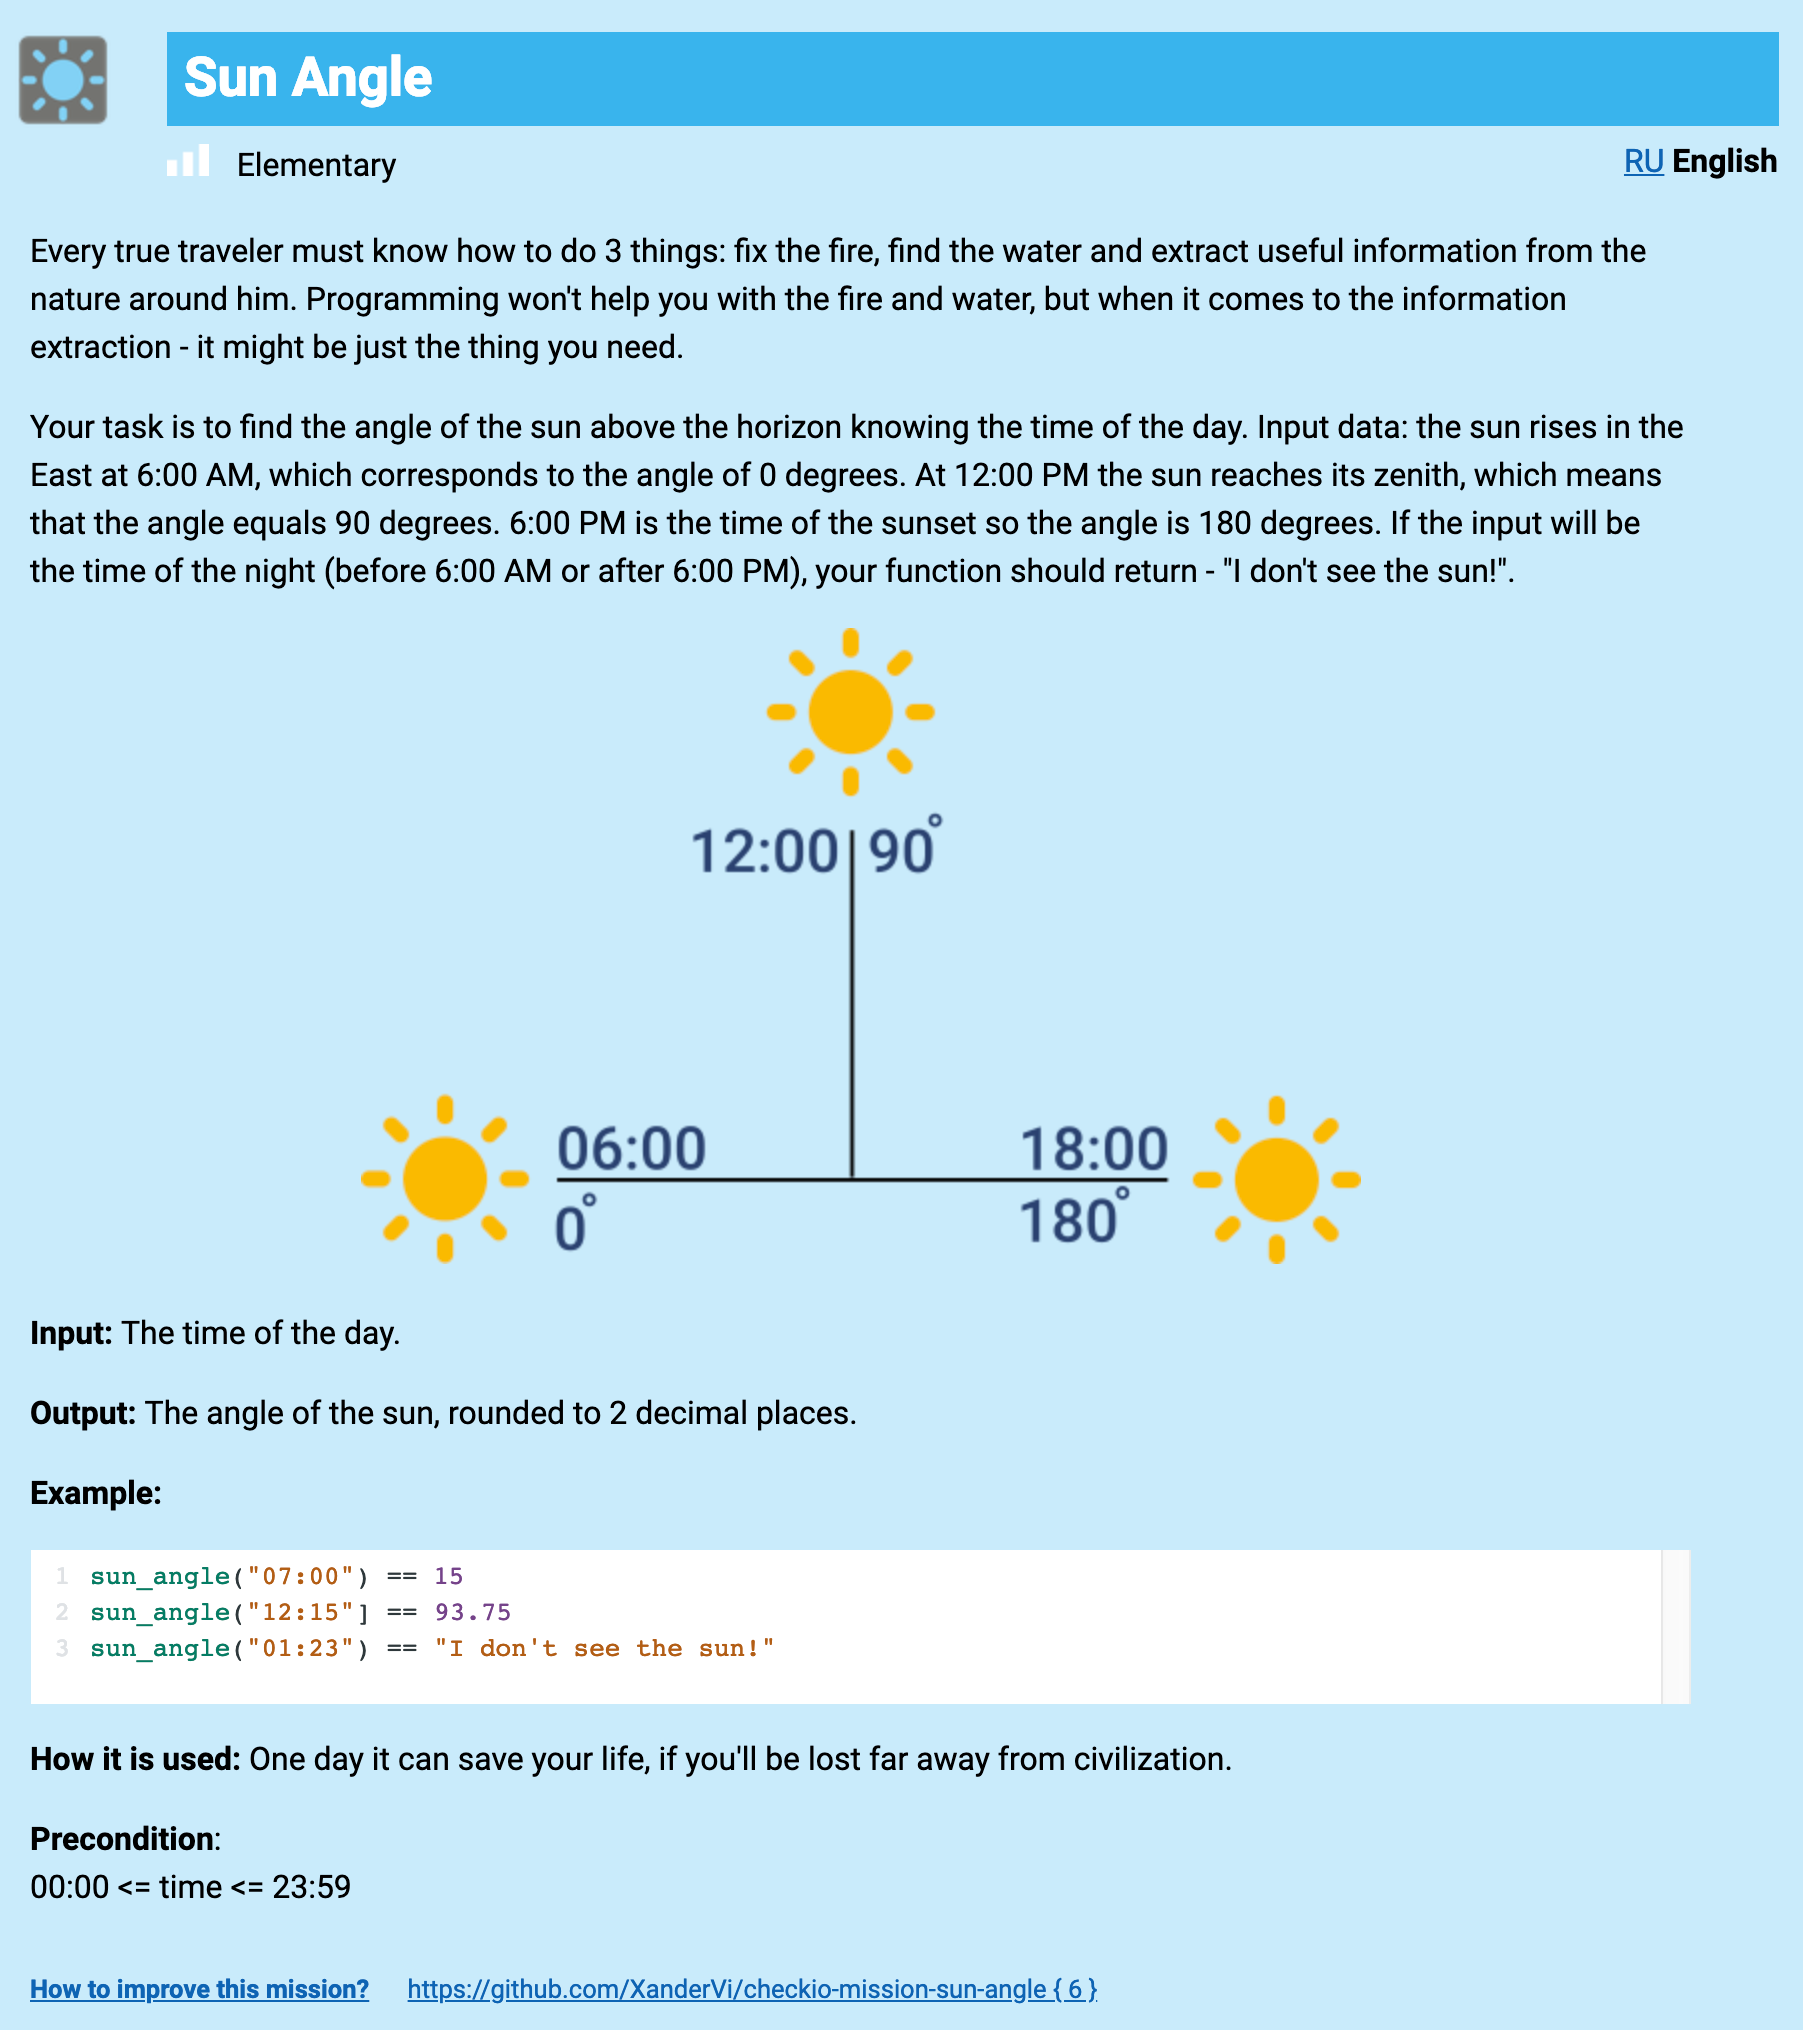 Sun Angle
Elementary
RU English
Every true traveler must know how to do 3 things: fix the fire, find the water and extract useful information from the
nature around him. Programming won't help you with the fire and water, but when it comes to the information
extraction - it might be just the thing you need.
Your task is to find the angle of the sun above the horizon knowing the time of the day. Input data: the sun rises in the
East at 6:00 AM, which corresponds to the angle of 0 degrees. At 12:00 PM the sun reaches its zenith, which means
that the angle equals 90 degrees. 6:00 PM is the time of the sunset so the angle is 180 degrees. If the input will be
the time of the night (before 6:00 AM or after 6:00 PM), your function should return - "I don't see the sun!".
12:00 90°
06:00 18:00
0° 180°
Input: The time of the day.
Output: The angle of the sun, rounded to 2 decimal places.
Example:
1 sun_angle("07:00") == 15
2 sun_angle("12:15"] == 93.75
3 sun_angle("01:23") == "I don't see the sun!"
How it is used: One day it can save your life, if you'll be lost far away from civilization.
Precondition:
00:00 <= time <= 23:59
How to improve this mission? https://github.com/XanderVi/checkio-mission-sun-angle { 6 }